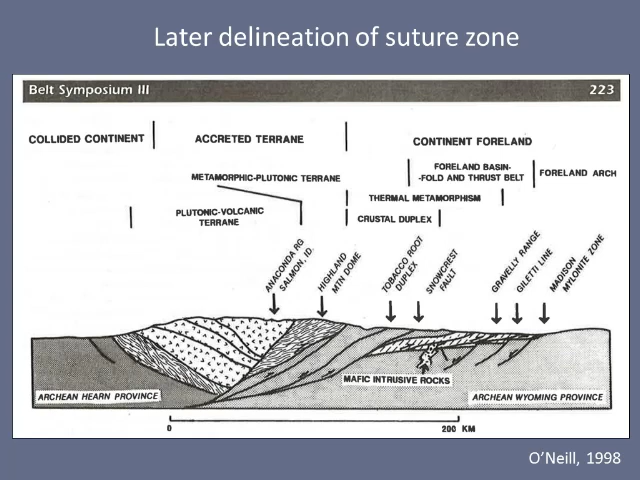 Later delineation of suture zone
Belt Symposium III 223
COLLIDED CONTINENT
ACCRETED TERRANE
CONTINENT FORELAND
METAMORPHIC-PLUTONIC TERRANE
FORELAND BASIN-
-FOLD AND THRUST BELT
FORELAND ARCH
THERMAL METAMORPHISM
PLUTONIC-VOLCANIC
TERRANE
CRUSTAL DUPLEX
ANACONDA RG
SALMON, ID.
HIGHLAND
MTN DOME
TOBACCO ROOT
DUPLEX
SNOWCREST
FAULT
GRAVELLY RANGE
GILETTI LINE
MADISON
MYLONITE ZONE
MAFIC INTRUSIVE ROCKS
ARCHEAN HEARN PROVINCE
ARCHEAN WYOMING PROVINCE
0
200 KM
O’Neill, 1998